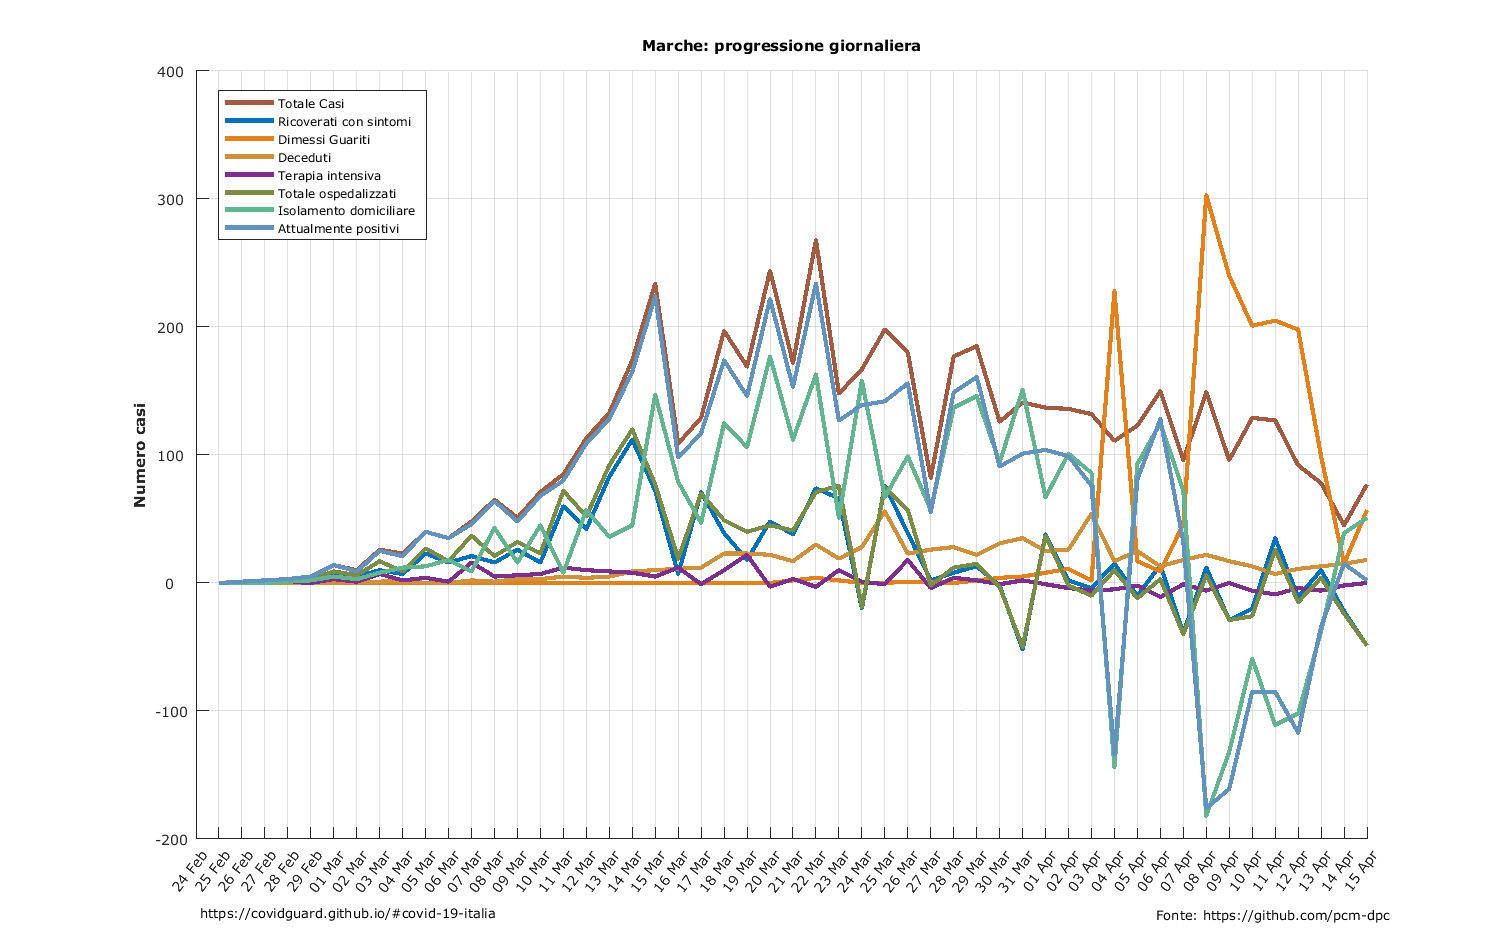 Marche: progressione giornaliera
400
300
200
100
0
-100
-200
Numero casi
Totale Casi
Ricoverati con sintomi
Dimessi Guariti
Deceduti
Terapia intensiva
Totale ospedalizzati
Isolamento domiciliare
Attualmente positivi
24 Feb
25 Feb
26 Feb
27 Feb
28 Feb
29 Feb
01 Mar
02 Mar
03 Mar
04 Mar
05 Mar
06 Mar
07 Mar
08 Mar
09 Mar
10 Mar
11 Mar
12 Mar
13 Mar
14 Mar
15 Mar
16 Mar
17 Mar
18 Mar
19 Mar
20 Mar
21 Mar
22 Mar
23 Mar
24 Mar
25 Mar
26 Mar
27 Mar
28 Mar
29 Mar
30 Mar
31 Mar
01 Apr
02 Apr
03 Apr
04 Apr
05 Apr
06 Apr
07 Apr
08 Apr
09 Apr
10 Apr
11 Apr
12 Apr
13 Apr
14 Apr
15 Apr
https://covidguard.github.io/#covid-19-italia
Fonte: https://github.com/pcm-dpc